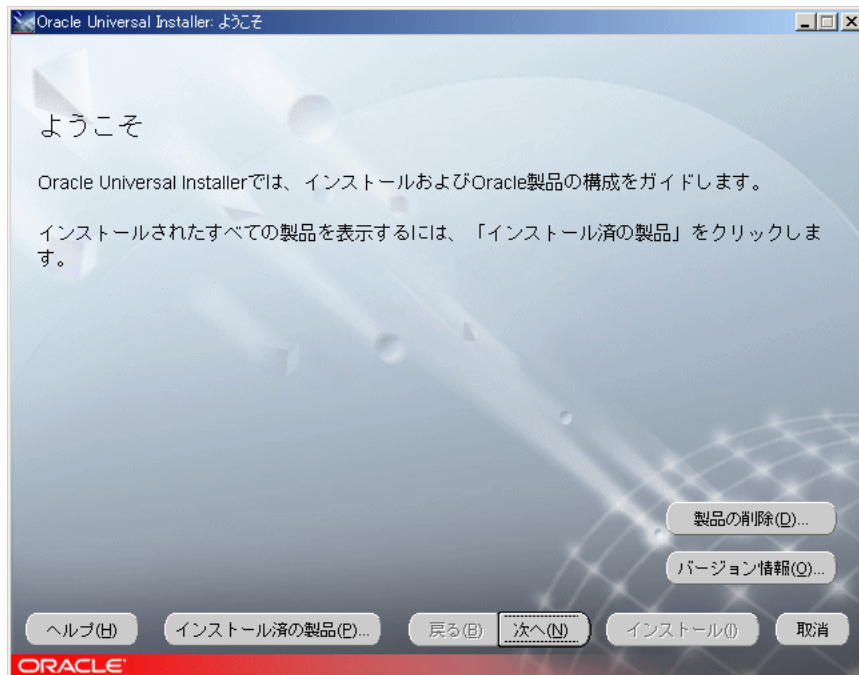 Oracle Universal Installer: ようこそ
ようこそ
Oracle Universal Installerでは、インストールおよびOracle製品の構成をガイドします。
インストールされたすべての製品を表示するには、「インストール済の製品」をクリックしま
す。
製品の削除(D)...
バージョン情報(O)...
ヘルプ(H) インストール済の製品(P)... 戻る(B) 次へ(N) インストール(I) 取消
ORACLE